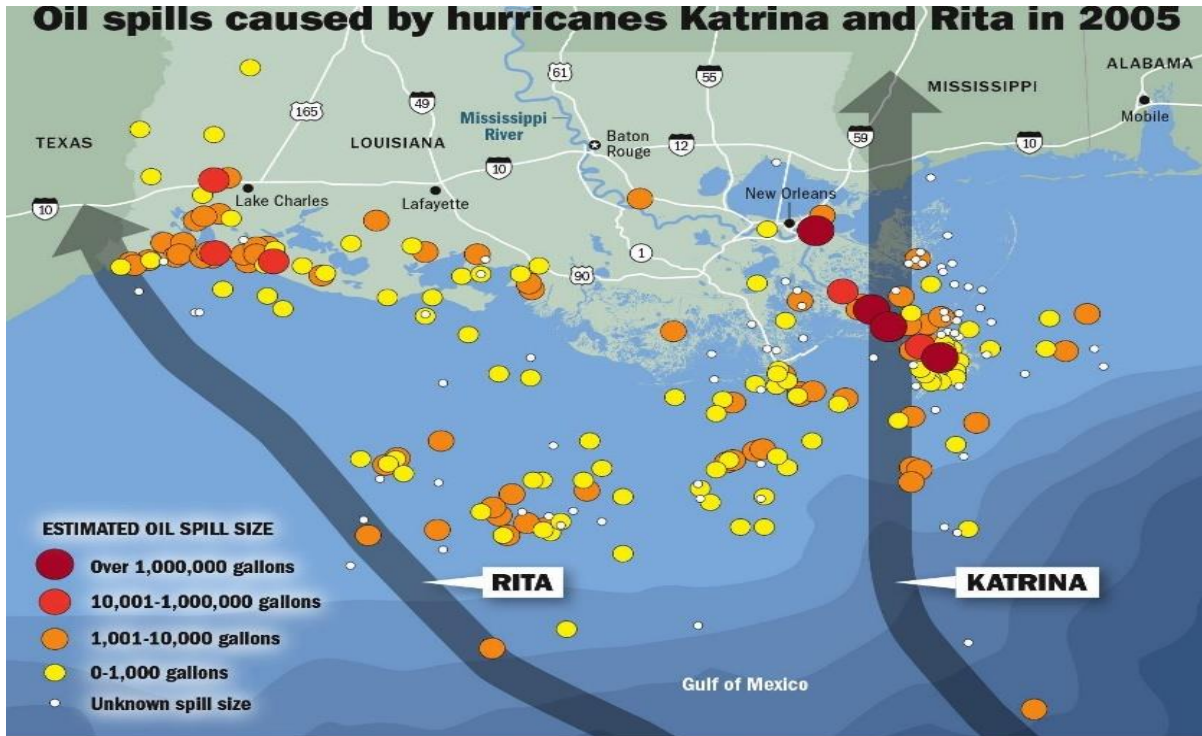 Oil spills caused by hurricanes Katrina and Rita in 2005
ALABAMA
MISSISSIPPI
Mobile
TEXAS
LOUISIANA
Mississippi
River
Baton
Rouge
New Orleans
Lake Charles
Lafayette
165
49
61
55
59
12
10
10
10
90
1
ESTIMATED OIL SPILL SIZE
Over 1,000,000 gallons
10,001-1,000,000 gallons
1,001-10,000 gallons
0-1,000 gallons
Unknown spill size
RITA
KATRINA
Gulf of Mexico